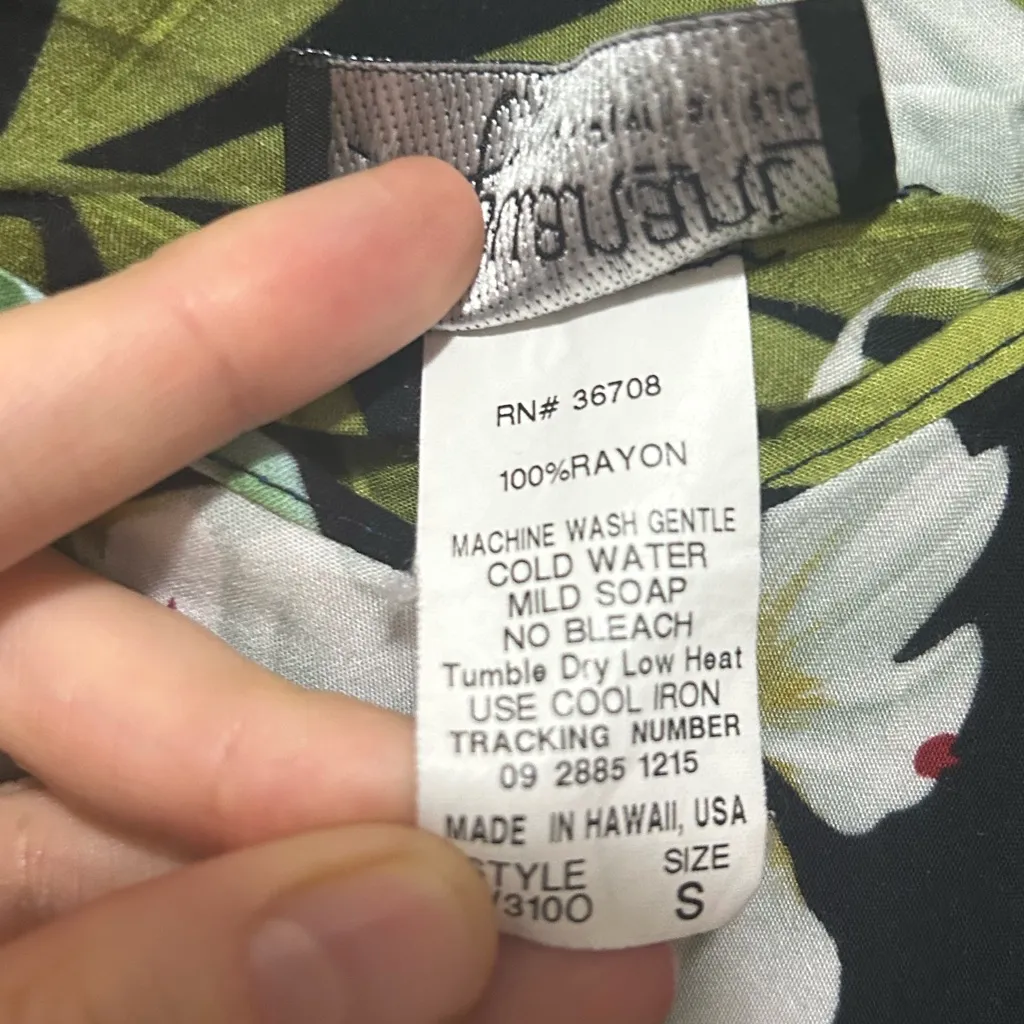 RN# 36708
100%RAYON
MACHINE WASH GENTLE
COLD WATER
MILD SOAP
NO BLEACH
Tumble Dry Low Heat
USE COOL IRON
TRACKING NUMBER
09 2885 1215
MADE IN HAWAII, USA
SIZE
S